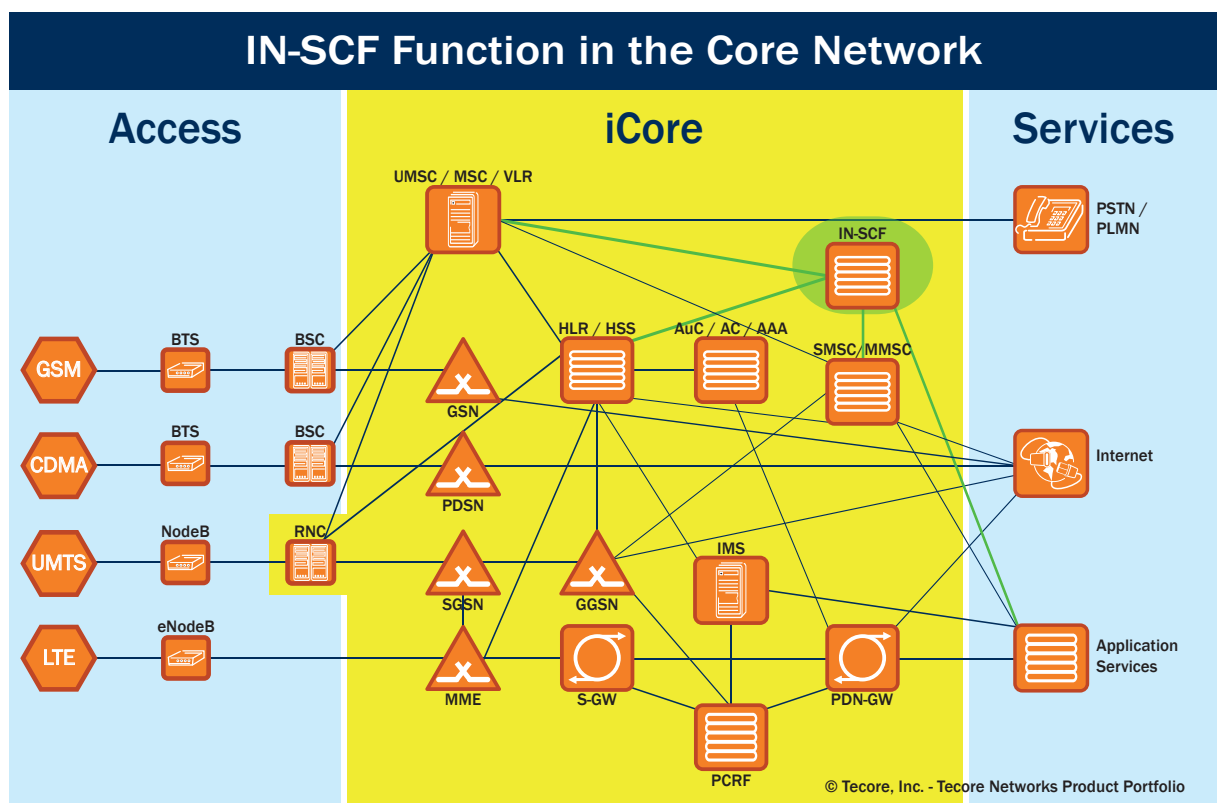 IN-SCF Function in the Core Network
Access
iCore
Services
UMSC / MSC / VLR
PSTN /
PLMN
IN-SCF
HLR / HSS
AuC / AC / AAA
SMSC/MMSC
GSM
BTS
BSC
GSN
CDMA
BTS
BSC
PDSN
Internet
UMTS
NodeB
RNC
SGSN
GGSN
IMS
LTE
eNodeB
MME
S-GW
PDN-GW
Application
Services
PCRF
© Tecore, Inc. - Tecore Networks Product Portfolio